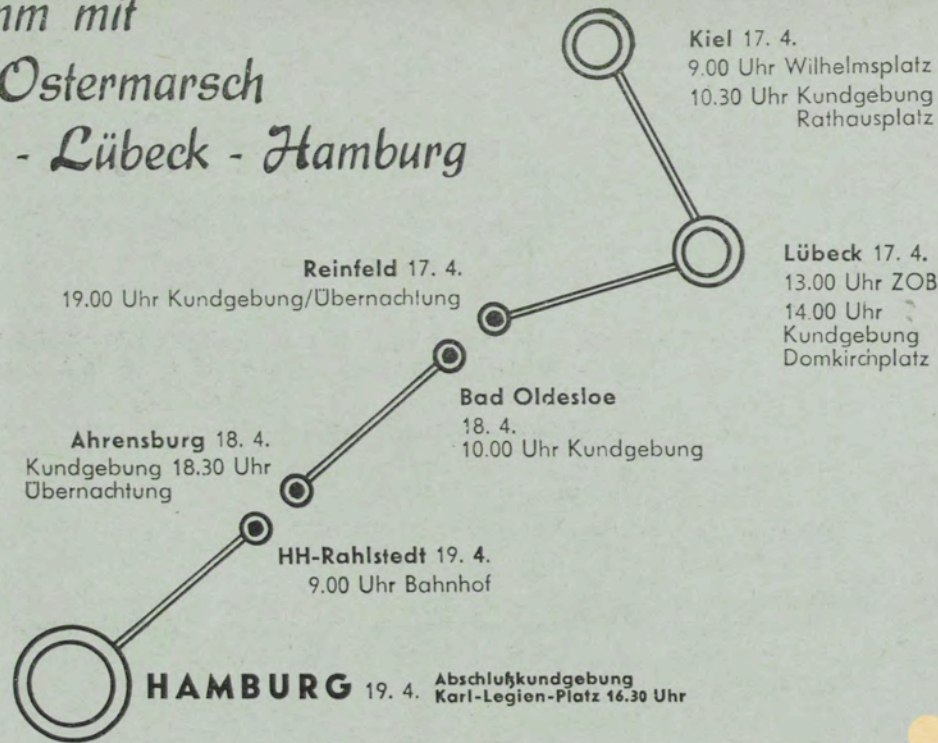 mm mit
Ostermarsch
- Lübeck - Hamburg
Kiel 17. 4.
9.00 Uhr Wilhelmsplatz
10.30 Uhr Kundgebung
Rathausplatz
Lübeck 17. 4.
13.00 Uhr ZOB
14.00 Uhr
Kundgebung
Domkirchplatz
Reinfeld 17. 4.
19.00 Uhr Kundgebung/Übernachtung
Bad Oldesloe
18. 4.
10.00 Uhr Kundgebung
Ahrensburg 18. 4.
Kundgebung 18.30 Uhr
Übernachtung
HH-Rahlstedt 19. 4.
9.00 Uhr Bahnhof
HAMBURG 19. 4. Abschlußkundgebung
Karl-Legien-Platz 16.30 Uhr